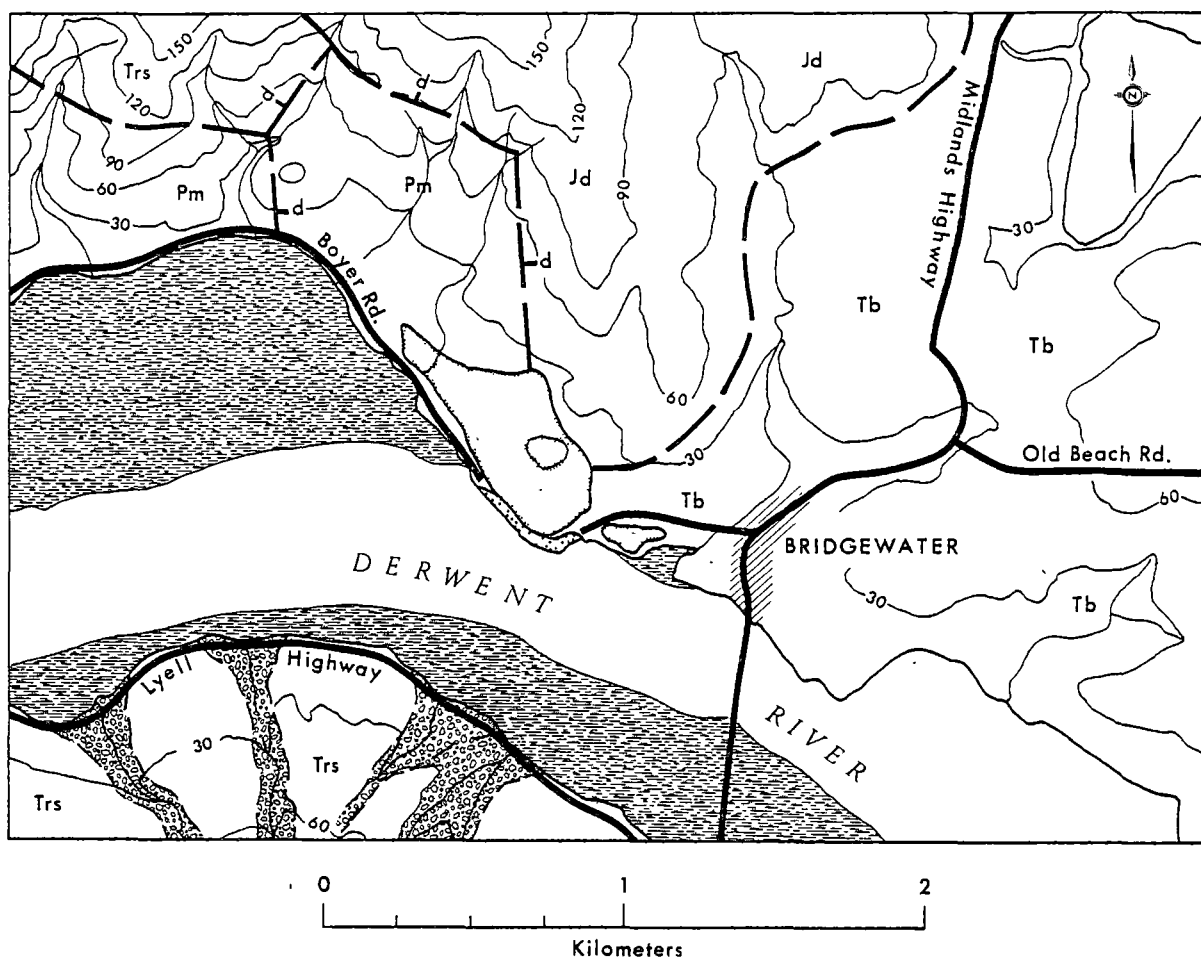 150
Trs
120
90
60
Pm
30
d
d
d
d
150
120
90
Pm
Jd
Jd
60
30
Midlands Highway
30
Boyer Rd.
Tb
Tb
Tb
Old Beach Rd.
60
BRIDGEWATER
30
Tb
DERWENT
RIVER
Lyell Highway
30
Trs
Trs
60
N
0 1 2
Kilometers